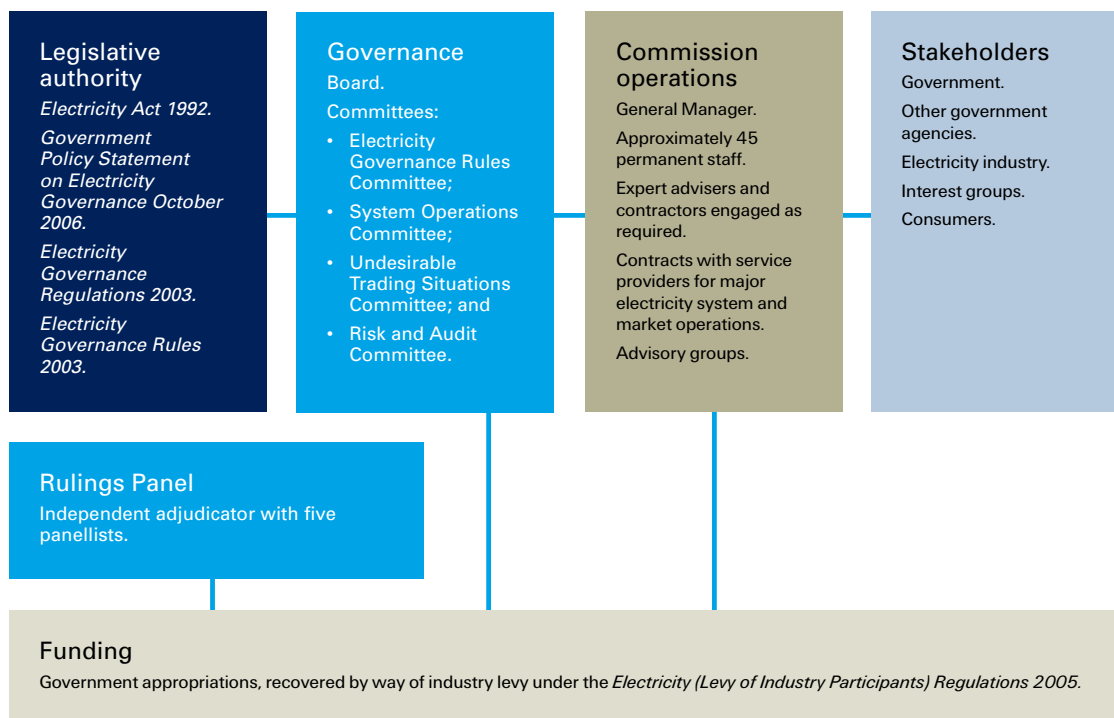 Legislative
authority
Electricity Act 1992.
Government
Policy Statement
on Electricity
Governance October
2006.
Electricity
Governance
Regulations 2003.
Electricity
Governance Rules
2003.
Governance
Board.
Committees:
• Electricity
Governance Rules
Committee;
• System Operations
Committee;
• Undesirable
Trading Situations
Committee; and
• Risk and Audit
Committee.
Commission
operations
General Manager.
Approximately 45
permanent staff.
Expert advisers and
contractors engaged as
required.
Contracts with service
providers for major
electricity system and
market operations.
Advisory groups.
Stakeholders
Government.
Other government
agencies.
Electricity industry.
Interest groups.
Consumers.
Rulings Panel
Independent adjudicator with five
panellists.
Funding
Government appropriations, recovered by way of industry levy under the Electricity (Levy of Industry Participants) Regulations 2005.